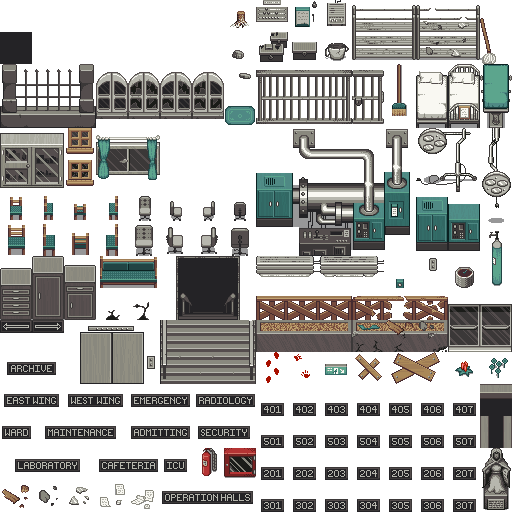 ARCHIVE
EAST WING
WEST WING
EMERGENCY
RADIOLOGY
401 402 403 404 405 406 407
WARD
MAINTENANCE
ADMITTING
SECURITY
501 502 503 504 505 506 507
LABORATORY
CAFETERIA
ICU
201 202 203 204 205 206 207
OPERATION HALLS
301 302 303 304 305 306 307